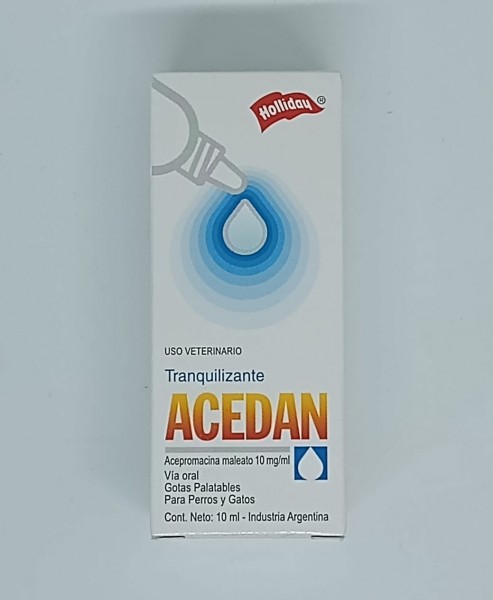 Holliday ®
USO VETERINARIO
Tranquilizante
ACEDAN
Acepromacina maleato 10 mg/ml
Vía oral
Gotas Palatables
Para Perros y Gatos
Cont. Neto: 10 ml - Industria Argentina